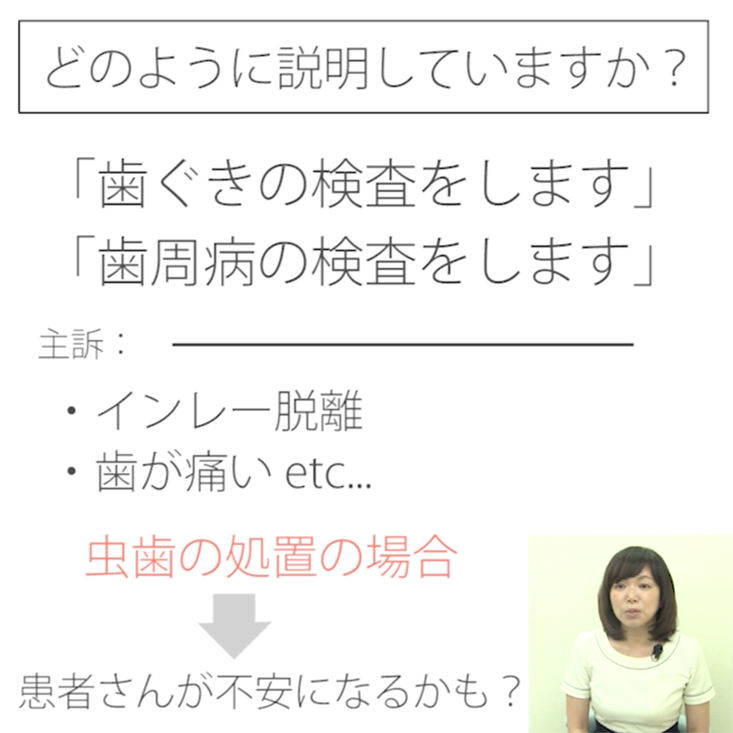 どのように説明していますか？
「歯ぐきの検査をします」
「歯周病の検査をします」
主訴：
・インレー脱離
・歯が痛い etc...
虫歯の処置の場合
患者さんが不安になるかも？